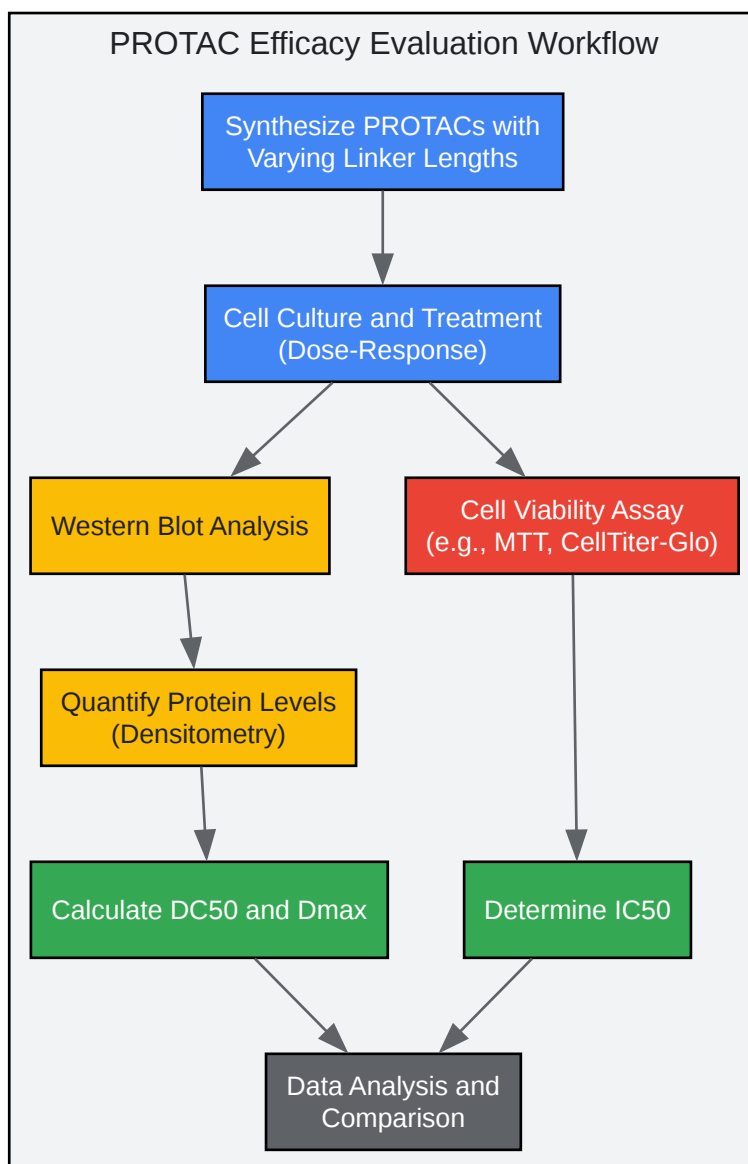 PROTAC Efficacy Evaluation Workflow
Synthesize PROTACs with
Varying Linker Lengths
Cell Culture and Treatment
(Dose-Response)
Western Blot Analysis
Cell Viability Assay
(e.g., MTT, CellTiter-Glo)
Quantify Protein Levels
(Densitometry)
Calculate DC50 and Dmax
Determine IC50
Data Analysis and
Comparison